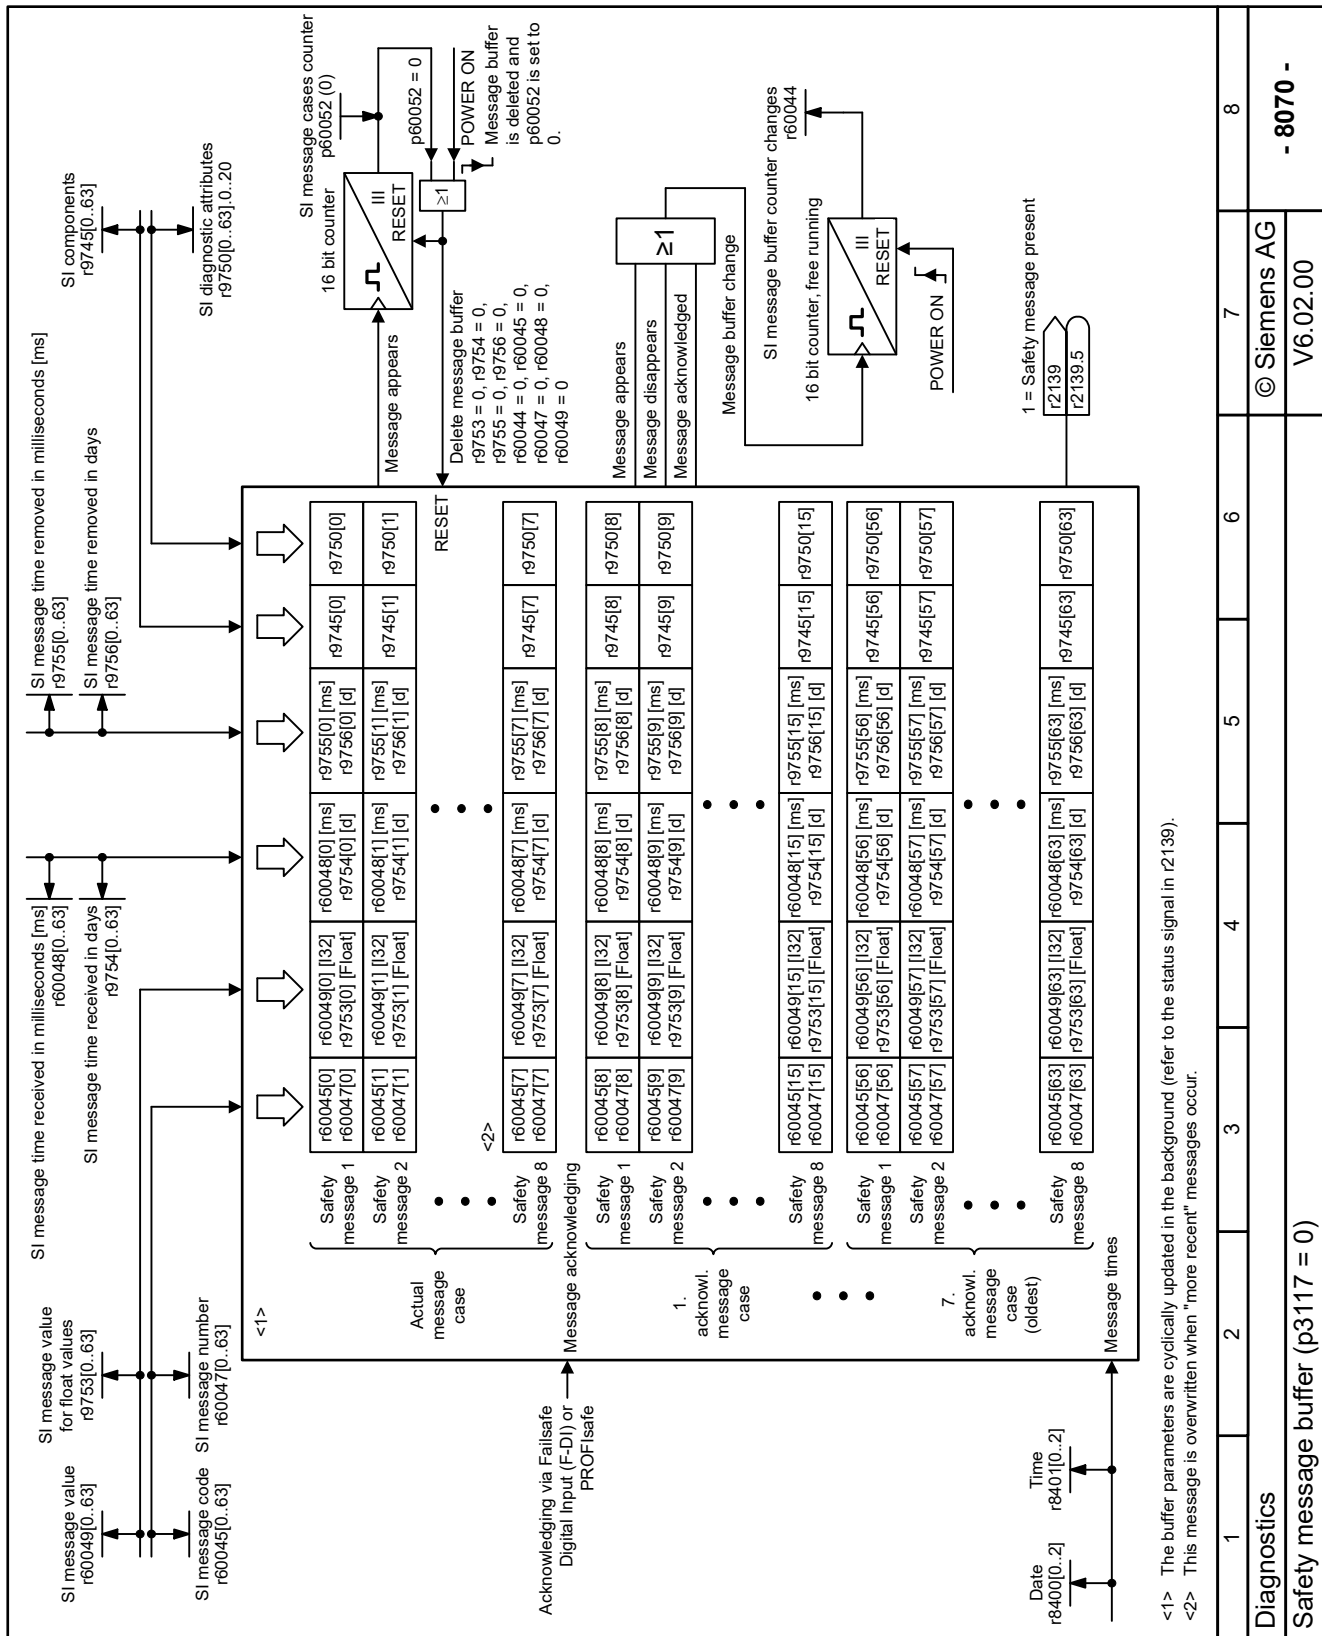 SI message value
r60049[0..63]
SI message value
for float values
r9753[0..63]
SI message code
r60045[0..63]
SI message number
r60047[0..63]
SI message time received in milliseconds [ms]
r60048[0..63]
SI message time received in days
r9754[0..63]
SI message time removed in milliseconds [ms]
r9755[0..63]
SI message time removed in days
r9756[0..63]
SI components
r9745[0..63]
SI diagnostic attributes
r9750[0..63].0..20
<1>
Actual
message
case
Safety
message 1
r60045[0]
r60047[0]
r60049[0] [I32]
r9753[0] [Float]
r60048[0] [ms]
r9754[0] [d]
r9755[0] [ms]
r9756[0] [d]
r9745[0]
r9750[0]
Safety
message 2
r60045[1]
r60047[1]
r60049[1] [I32]
r9753[1] [Float]
r60048[1] [ms]
r9754[1] [d]
r9755[1] [ms]
r9756[1] [d]
r9745[1]
r9750[1]
<2>
Safety
message 8
r60045[7]
r60047[7]
r60049[7] [I32]
r9753[7] [Float]
r60048[7] [ms]
r9754[7] [d]
r9755[7] [ms]
r9756[7] [d]
r9745[7]
r9750[7]
RESET
Acknowledging via Failsafe
Digital Input (F-DI) or
PROFIsafe
Message acknowledging
1.
acknowl.
message
case
Safety
message 1
r60045[8]
r60047[8]
r60049[8] [I32]
r9753[8] [Float]
r60048[8] [ms]
r9754[8] [d]
r9755[8] [ms]
r9756[8] [d]
r9745[8]
r9750[8]
Safety
message 2
r60045[9]
r60047[9]
r60049[9] [I32]
r9753[9] [Float]
r60048[9] [ms]
r9754[9] [d]
r9755[9] [ms]
r9756[9] [d]
r9745[9]
r9750[9]
Safety
message 8
r60045[15]
r60047[15]
r60049[15] [I32]
r9753[15] [Float]
r60048[15] [ms]
r9754[15] [d]
r9755[15] [ms]
r9756[15] [d]
r9745[15]
r9750[15]
7.
acknowl.
message
case
(oldest)
Safety
message 1
r60045[56]
r60047[56]
r60049[56] [I32]
r9753[56] [Float]
r60048[56] [ms]
r9754[56] [d]
r9755[56] [ms]
r9756[56] [d]
r9745[56]
r9750[56]
Safety
message 2
r60045[57]
r60047[57]
r60049[57] [I32]
r9753[57] [Float]
r60048[57] [ms]
r9754[57] [d]
r9755[57] [ms]
r9756[57] [d]
r9745[57]
r9750[57]
Safety
message 8
r60045[63]
r60047[63]
r60049[63] [I32]
r9753[63] [Float]
r60048[63] [ms]
r9754[63] [d]
r9755[63] [ms]
r9756[63] [d]
r9745[63]
r9750[63]
Message times
Date
r8400[0..2]
Time
r8401[0..2]
SI message cases counter
p60052 (0)
16 bit counter
III
RESET
Message appears
p60052 = 0
≥1
POWER ON
Message buffer
is deleted and
p60052 is set to
0.
Delete message buffer
r9753 = 0, r9754 = 0,
r9755 = 0, r9756 = 0,
r60044 = 0, r60045 = 0,
r60047 = 0, r60048 = 0,
r60049 = 0
Message appears
Message disappears
Message acknowledged
≥1
Message buffer change
SI message buffer counter changes
r60044
16 bit counter, free running
III
RESET
POWER ON
1 = Safety message present
r2139
r2139.5
<1> The buffer parameters are cyclically updated in the background (refer to the status signal in r2139).
<2> This message is overwritten when "more recent" messages occur.
1 2 3 4 5 6 7 8
Diagnostics
Safety message buffer (p3117 = 0)
© Siemens AG
V6.02.00
- 8070 -